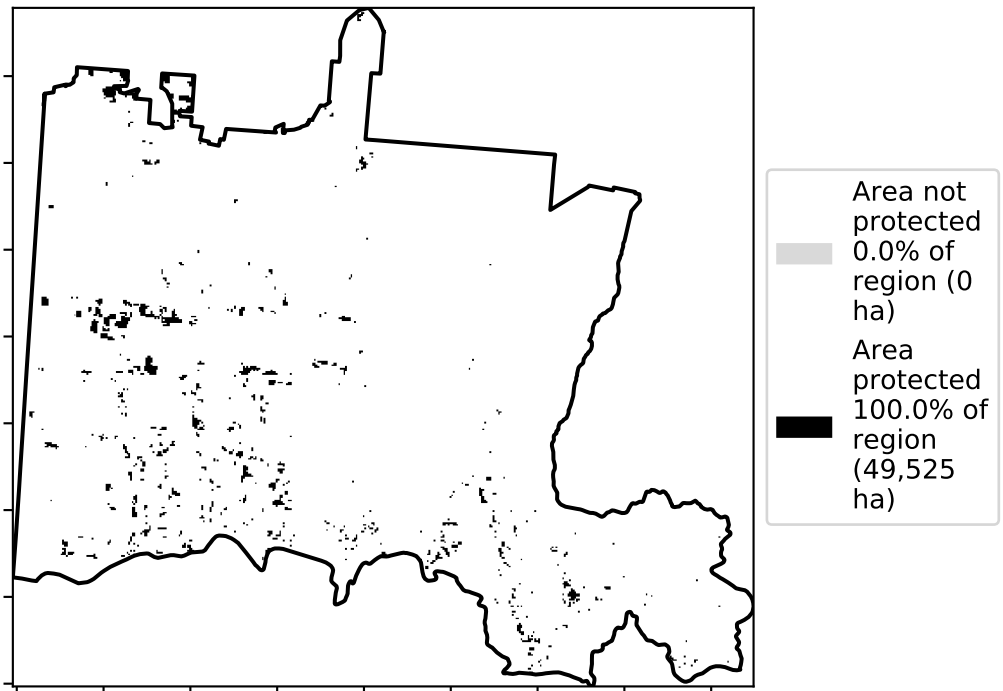 Area not
protected
0.0% of
region (0
ha)
Area
protected
100.0% of
region
(49,525
ha)